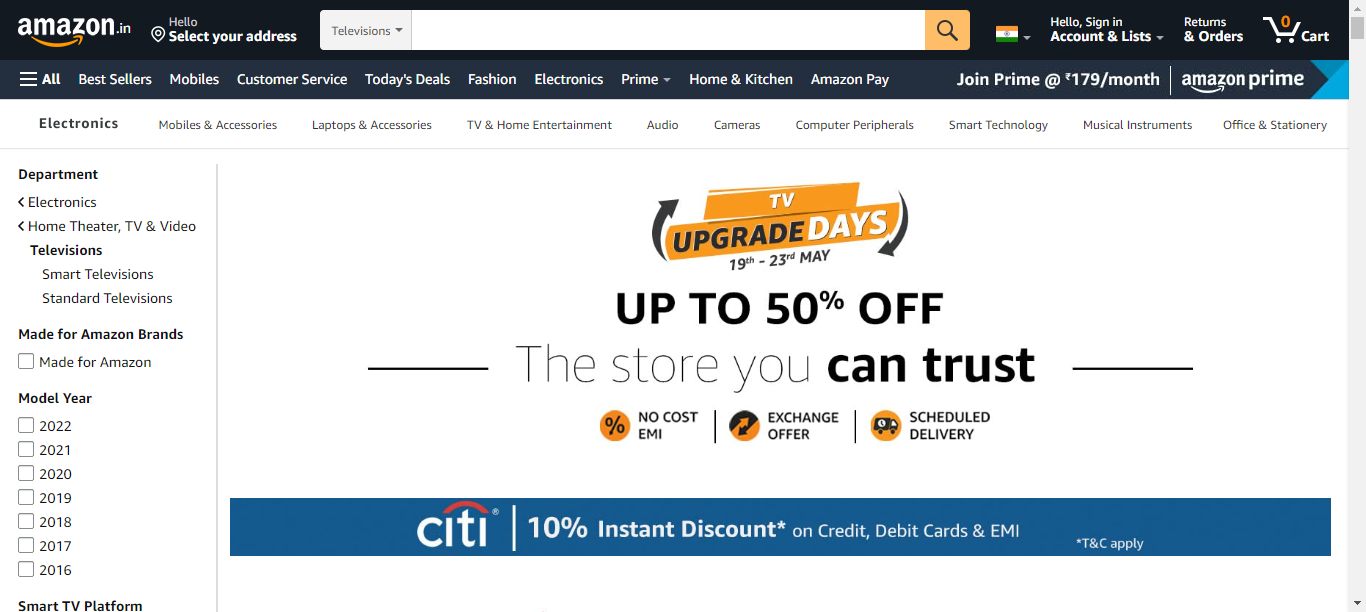 amazon.in
Hello
Select your address
Televisions
Hello, Sign in
Account & Lists
Returns
& Orders
0
Cart
All
Best Sellers
Mobiles
Customer Service
Today's Deals
Fashion
Electronics
Prime
Home & Kitchen
Amazon Pay
Join Prime @ ₹179/month
amazon prime
Electronics
Mobiles & Accessories
Laptops & Accessories
TV & Home Entertainment
Audio
Cameras
Computer Peripherals
Smart Technology
Musical Instruments
Office & Stationery
Department
Electronics
Home Theater, TV & Video
Televisions
Smart Televisions
Standard Televisions
Made for Amazon Brands
Made for Amazon
Model Year
2022
2021
2020
2019
2018
2017
2016
Smart TV Platform
TV
UPGRADE DAYS
19th - 23rd MAY
UP TO 50% OFF
The store you can trust
%
NO COST
EMI
EXCHANGE
OFFER
SCHEDULED
DELIVERY
citi® 10% Instant Discount* on Credit, Debit Cards & EMI
*T&C apply